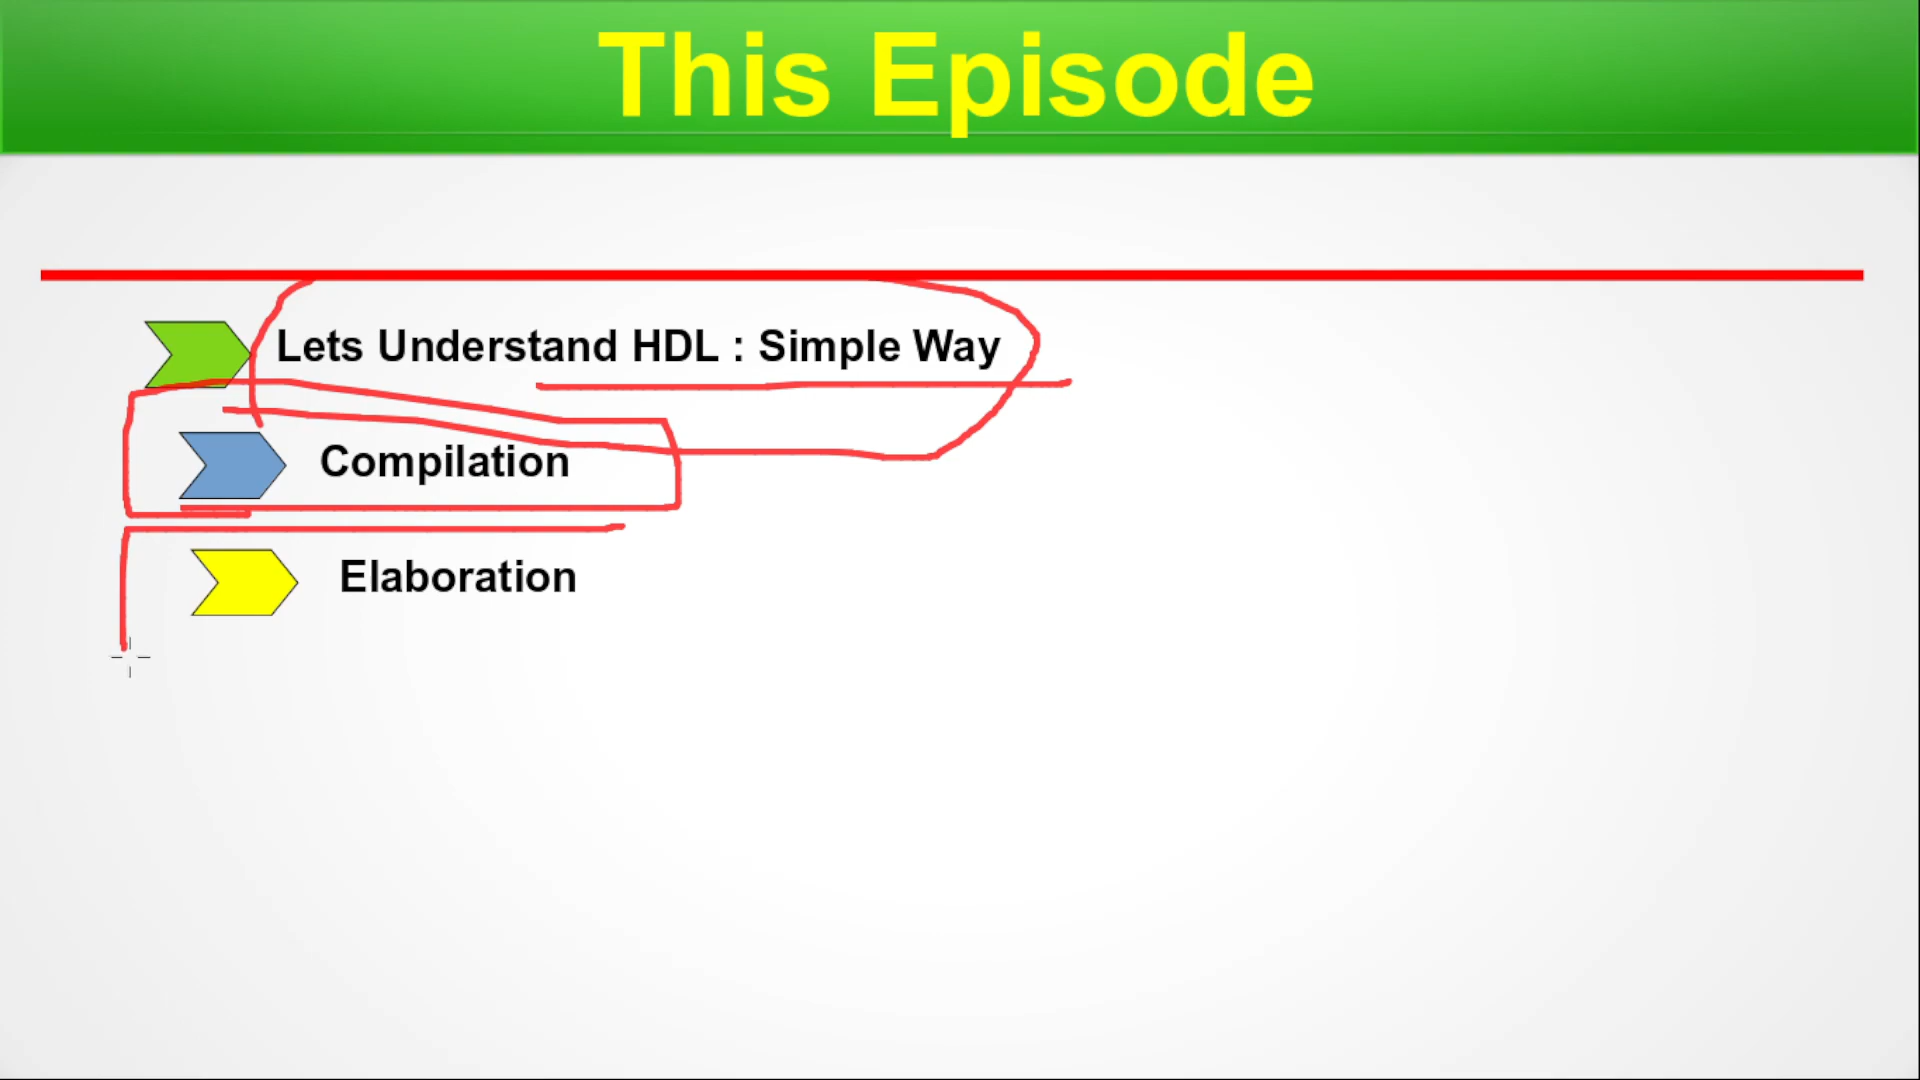 This Episode
Lets Understand HDL : Simple Way
Compilation
Elaboration